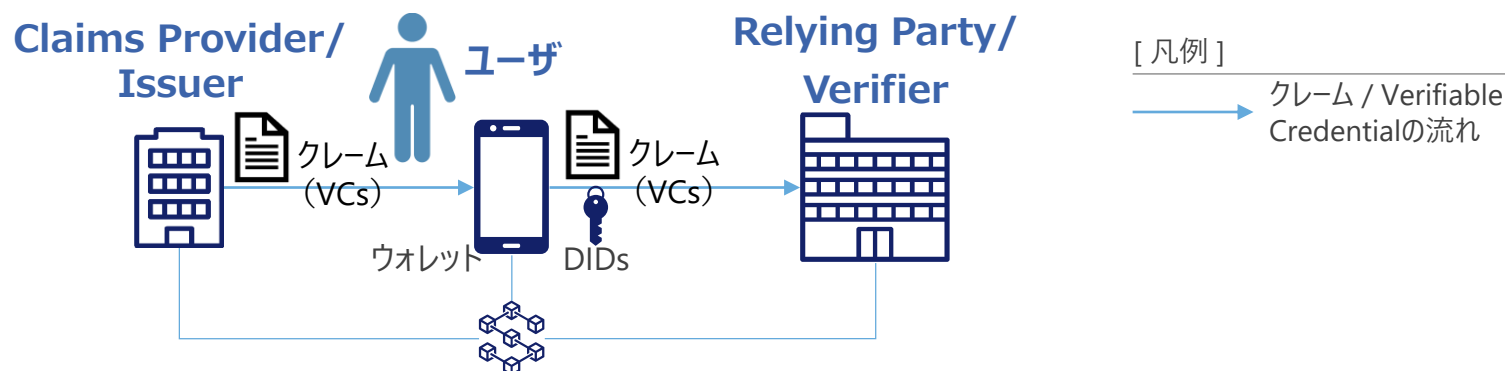 Claims Provider/
Issuer
ユーザ
Relying Party/
Verifier
クレーム
（VCs）
クレーム
（VCs）
ウォレット
DIDs
[ 凡例 ]
クレーム / Verifiable
Credentialの流れ